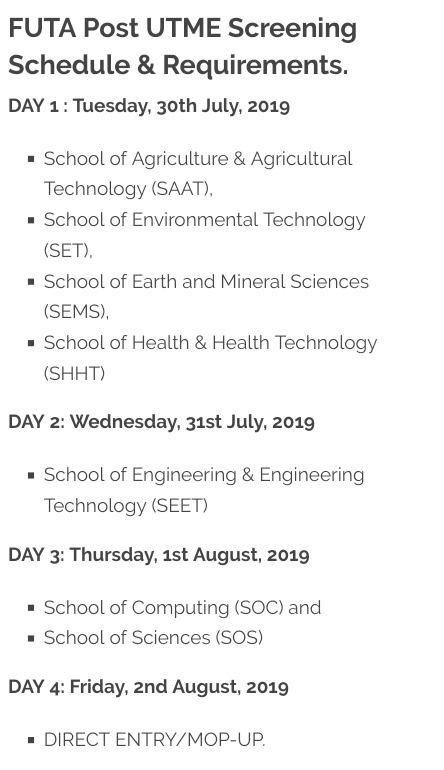 FUTA Post UTME Screening
Schedule & Requirements.
DAY 1 : Tuesday, 30th July, 2019
▪ School of Agriculture & Agricultural
Technology (SAAT),
▪ School of Environmental Technology
(SET),
▪ School of Earth and Mineral Sciences
(SEMS),
▪ School of Health & Health Technology
(SHHT)
DAY 2: Wednesday, 31st July, 2019
▪ School of Engineering & Engineering
Technology (SEET)
DAY 3: Thursday, 1st August, 2019
▪ School of Computing (SOC) and
▪ School of Sciences (SOS)
DAY 4: Friday, 2nd August, 2019
▪ DIRECT ENTRY/MOP-UP.